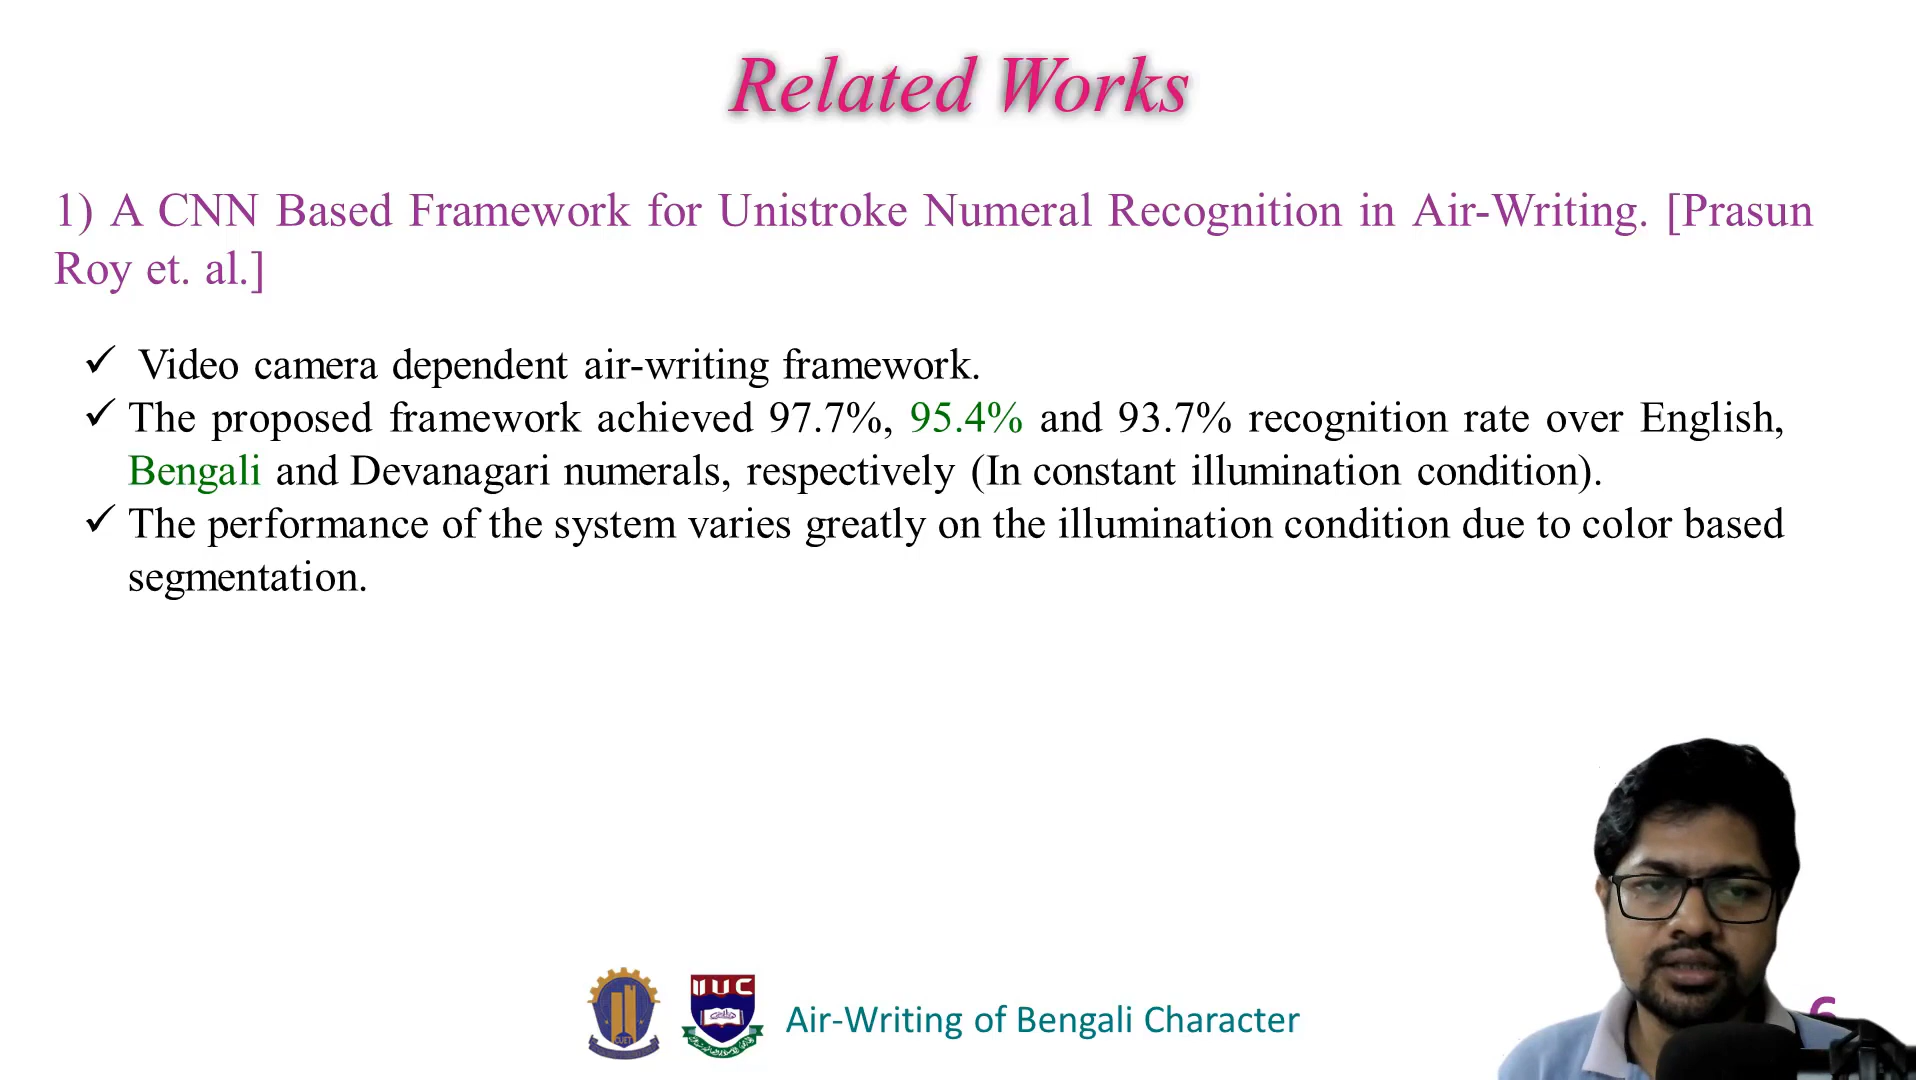 Related Works
1) A CNN Based Framework for Unistroke Numeral Recognition in Air-Writing. [Prasun
Roy et. al.]
✓ Video camera dependent air-writing framework.
✓ The proposed framework achieved 97.7%, 95.4% and 93.7% recognition rate over English,
Bengali and Devanagari numerals, respectively (In constant illumination condition).
✓ The performance of the system varies greatly on the illumination condition due to color based
segmentation.
CUET
IIUC
Air-Writing of Bengali Character
6